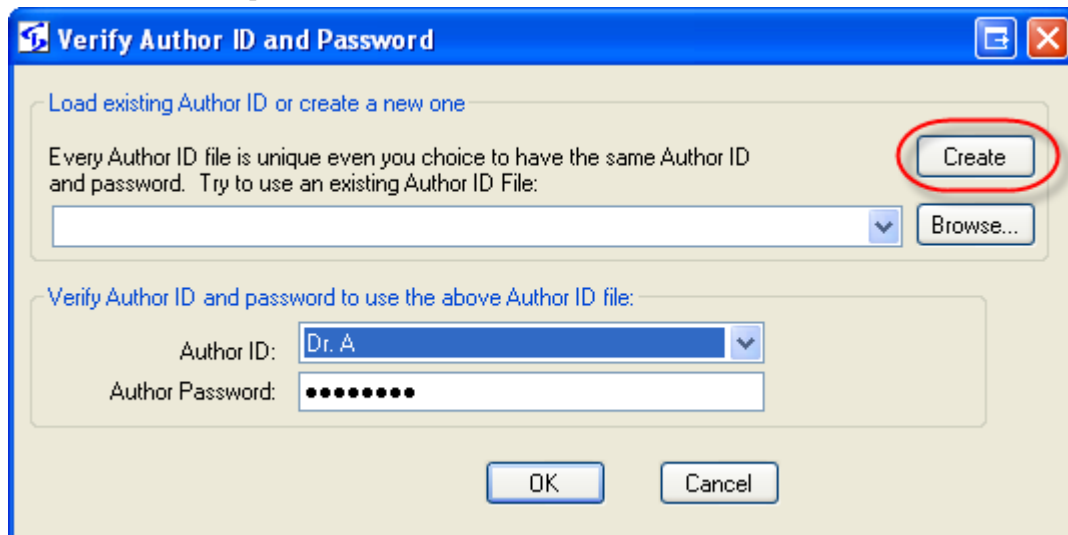 Verify Author ID and Password
Load existing Author ID or create a new one
Every Author ID file is unique even you choice to have the same Author ID
and password. Try to use an existing Author ID File:
Create
Browse...
Verify Author ID and password to use the above Author ID file:
Author ID: Dr. A
Author Password: ●●●●●●●●
OK Cancel